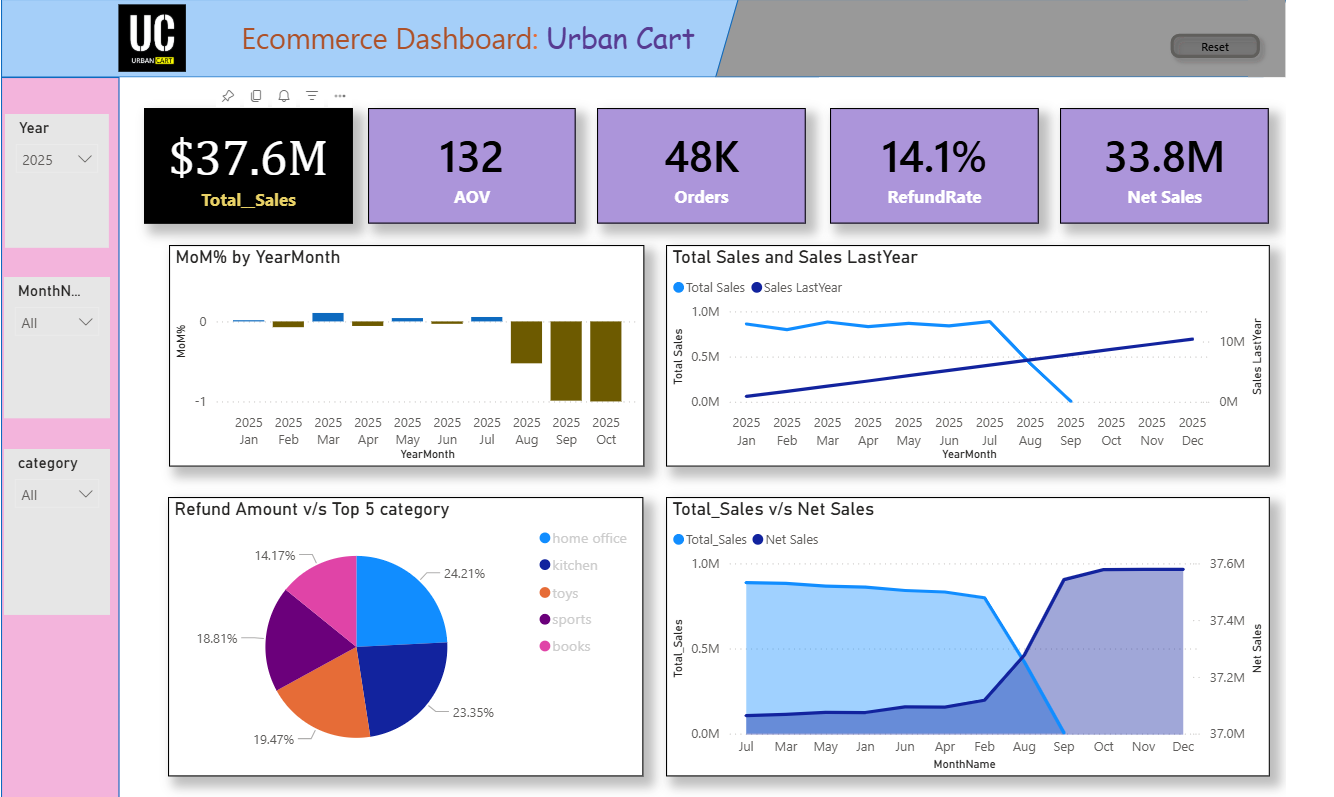 UC
URBANCART
Ecommerce Dashboard: Urban Cart
Reset
Year
2025
MonthN...
All
category
All
$37.6M
Total__Sales
132
AOV
48K
Orders
14.1%
RefundRate
33.8M
Net Sales
MoM% by YearMonth
MoM%
0
-1
2025 2025 2025 2025 2025 2025 2025 2025 2025 2025
Jan Feb Mar Apr May Jun Jul Aug Sep Oct
YearMonth
Total Sales and Sales LastYear
Total Sales Sales LastYear
Total Sales
1.0M
0.5M
0.0M
10M
0M
Sales LastYear
2025 2025 2025 2025 2025 2025 2025 2025 2025 2025 2025 2025
Jan Feb Mar Apr May Jun Jul Aug Sep Oct Nov Dec
YearMonth
Refund Amount v/s Top 5 category
home office
kitchen
toys
sports
books
14.17%
24.21%
18.81%
23.35%
19.47%
Total_Sales v/s Net Sales
Total_Sales Net Sales
Total_Sales
1.0M
0.5M
0.0M
37.6M
37.4M
37.2M
37.0M
Net Sales
Jul Mar May Jan Jun Apr Feb Aug Sep Oct Nov Dec
MonthName